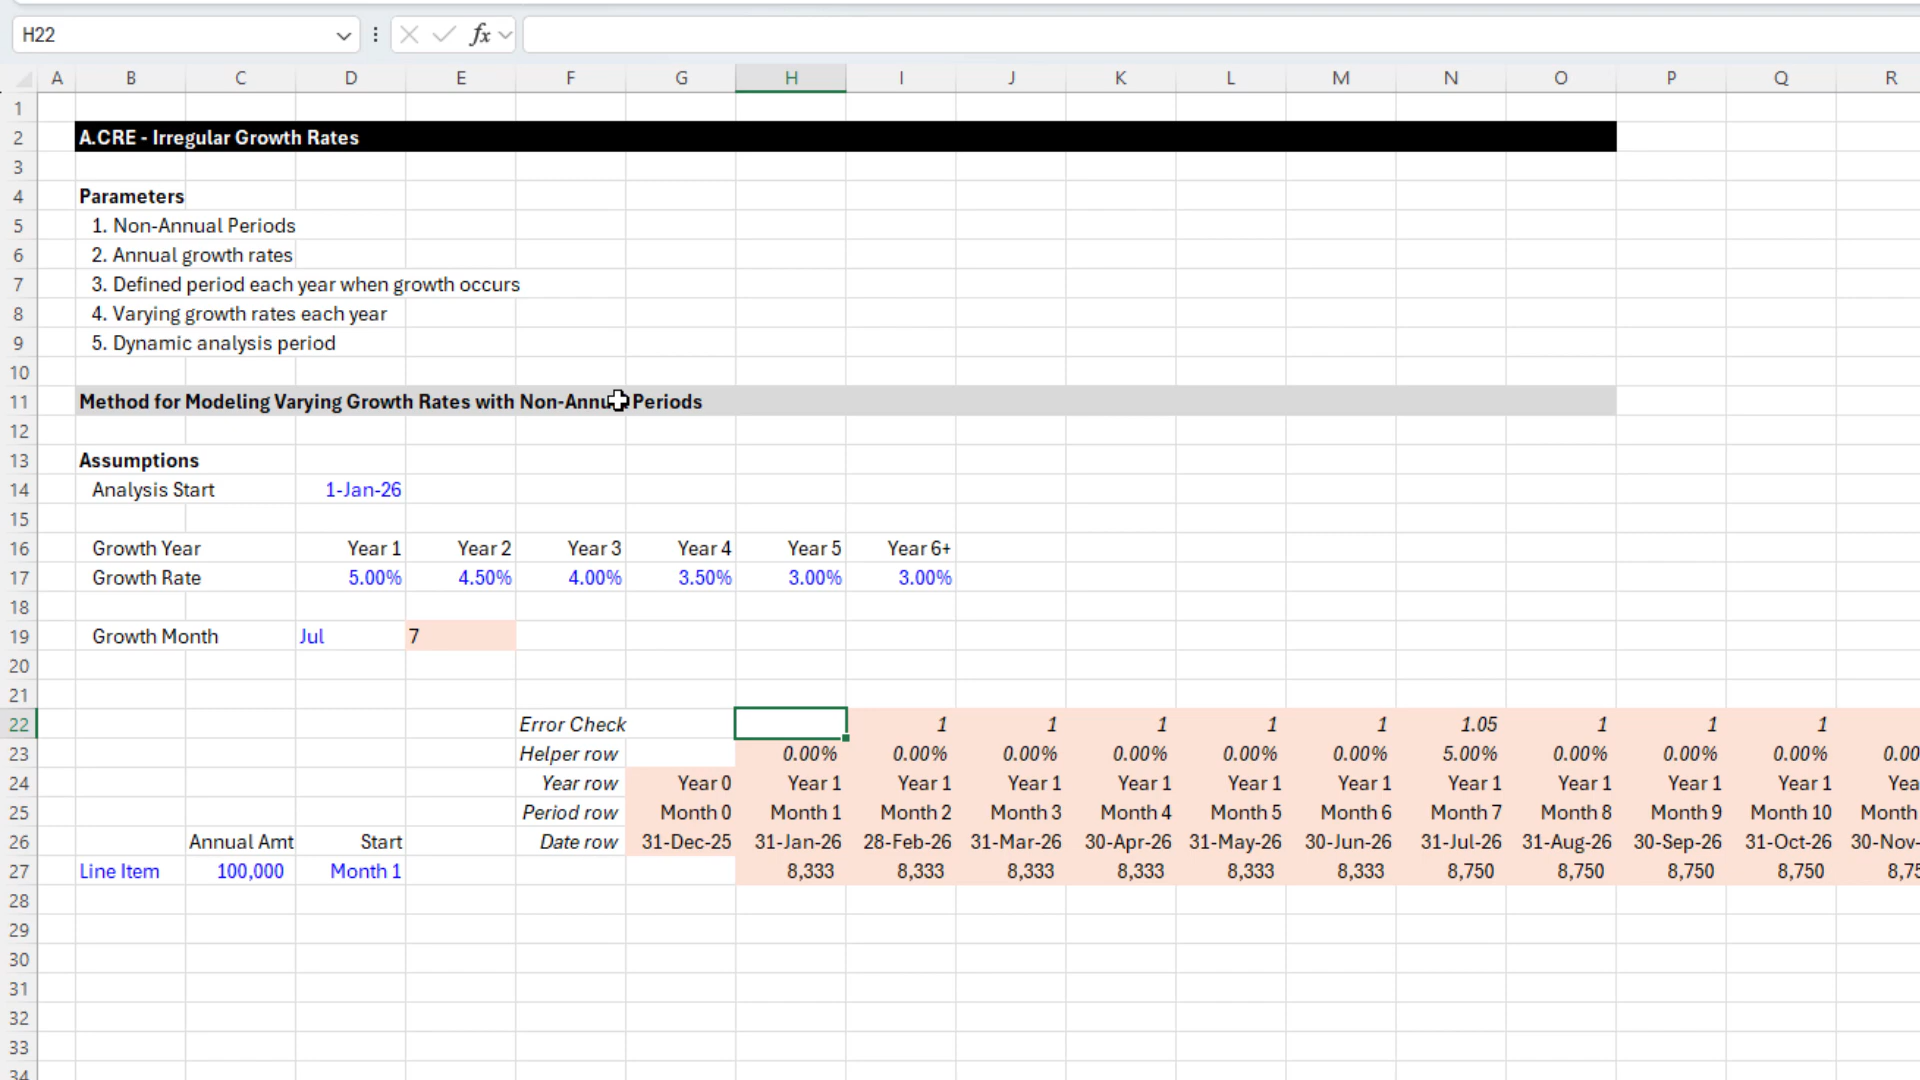 H22
fx
A B C D E F G H I J K L M N O P Q R
1
2 A.CRE - Irregular Growth Rates
3
4 Parameters
5 1. Non-Annual Periods
6 2. Annual growth rates
7 3. Defined period each year when growth occurs
8 4. Varying growth rates each year
9 5. Dynamic analysis period
10
11 Method for Modeling Varying Growth Rates with Non-Annual Periods
12
13 Assumptions
14 Analysis Start 1-Jan-26
15
16 Growth Year Year 1 Year 2 Year 3 Year 4 Year 5 Year 6+
17 Growth Rate 5.00% 4.50% 4.00% 3.50% 3.00% 3.00%
18
19 Growth Month Jul 7
20
21
22 Error Check 1 1 1 1 1 1.05 1 1 1
23 Helper row 0.00% 0.00% 0.00% 0.00% 0.00% 0.00% 5.00% 0.00% 0.00% 0.00% 0.00
24 Year row Year 0 Year 1 Year 1 Year 1 Year 1 Year 1 Year 1 Year 1 Year 1 Year 1 Year 1 Yea
25 Period row Month 0 Month 1 Month 2 Month 3 Month 4 Month 5 Month 6 Month 7 Month 8 Month 9 Month 10 Month
26 Annual Amt Start Date row 31-Dec-25 31-Jan-26 28-Feb-26 31-Mar-26 30-Apr-26 31-May-26 30-Jun-26 31-Jul-26 31-Aug-26 30-Sep-26 31-Oct-26 30-Nov-
27 Line Item 100,000 Month 1 8,333 8,333 8,333 8,333 8,333 8,333 8,750 8,750 8,750 8,750 8,75
28
29
30
31
32
33
34